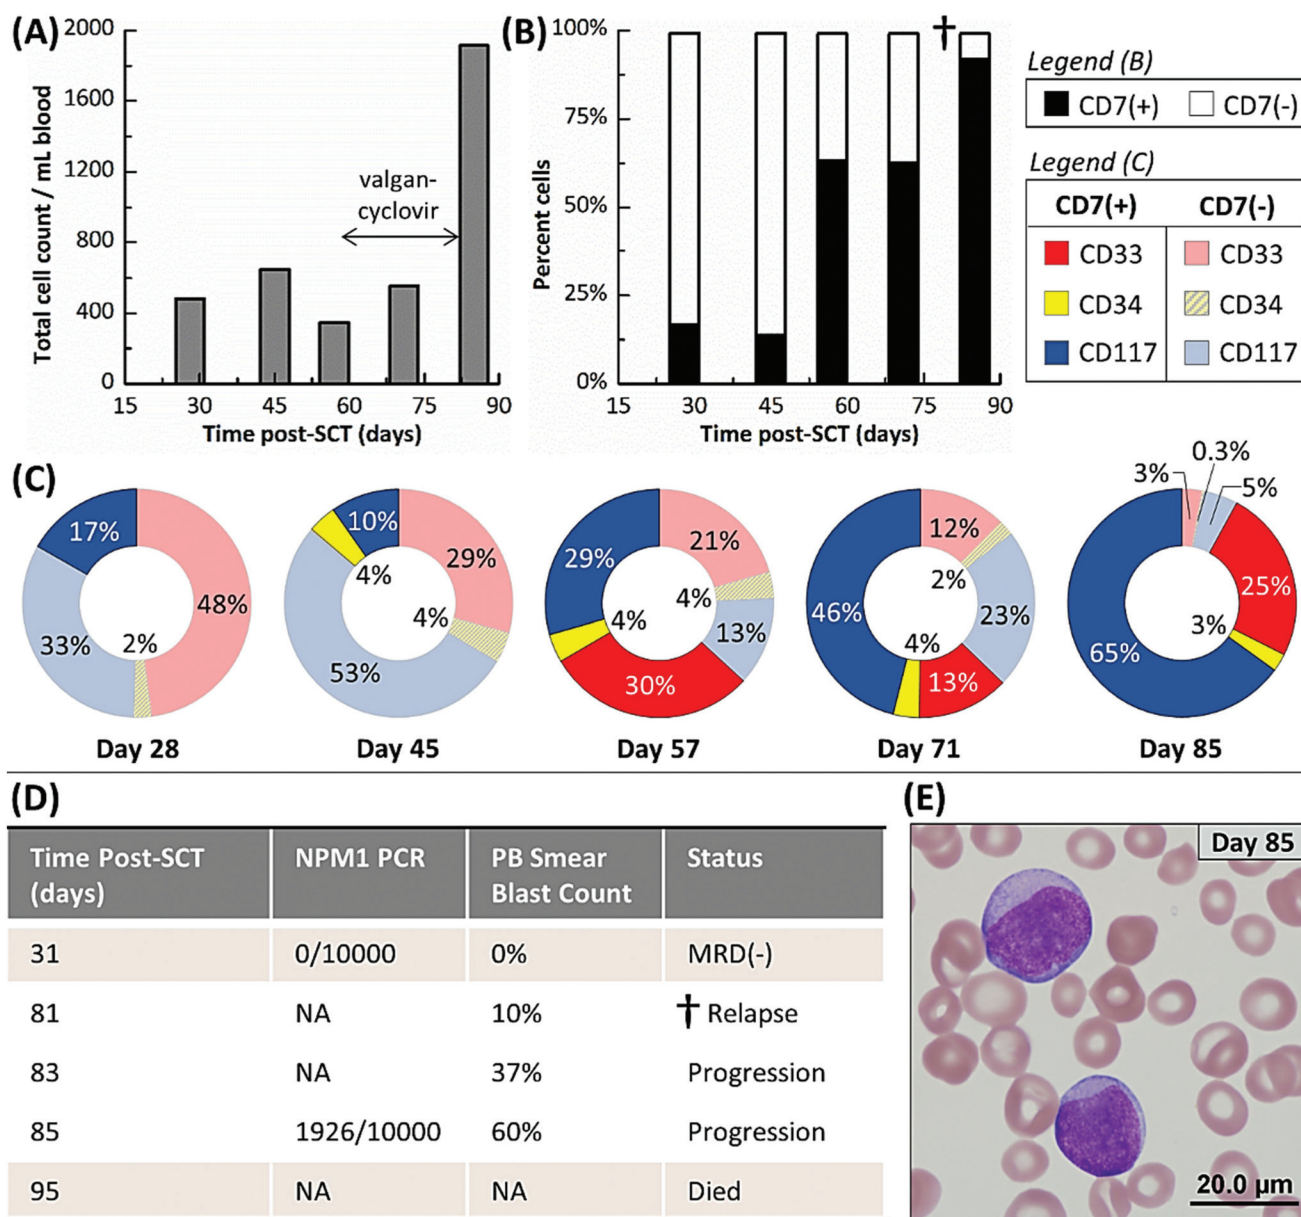 (A)
2000
1600
1200
800
400
0
Total cell count / mL blood
valgan-
cyclovir
15 30 45 60 75 90
Time post-SCT (days)
(B)
100%
75%
50%
25%
0%
Percent cells
†
15 30 45 60 75 90
Time post-SCT (days)
Legend (B)
CD7(+) CD7(-)
Legend (C)
CD7(+) CD7(-)
CD33 CD33
CD34 CD34
CD117 CD117
(C)
17%
48%
33%
2%
Day 28
10%
4%
29%
4%
53%
Day 45
29%
21%
4%
4%
13%
30%
Day 57
12%
2%
46%
23%
4%
13%
Day 71
0.3%
3%
5%
25%
3%
65%
Day 85
(D)
Time Post-SCT (days) NPM1 PCR PB Smear Blast Count Status
31 0/10000 0% MRD(-)
81 NA 10% † Relapse
83 NA 37% Progression
85 1926/10000 60% Progression
95 NA NA Died
(E)
Day 85
20.0 μm